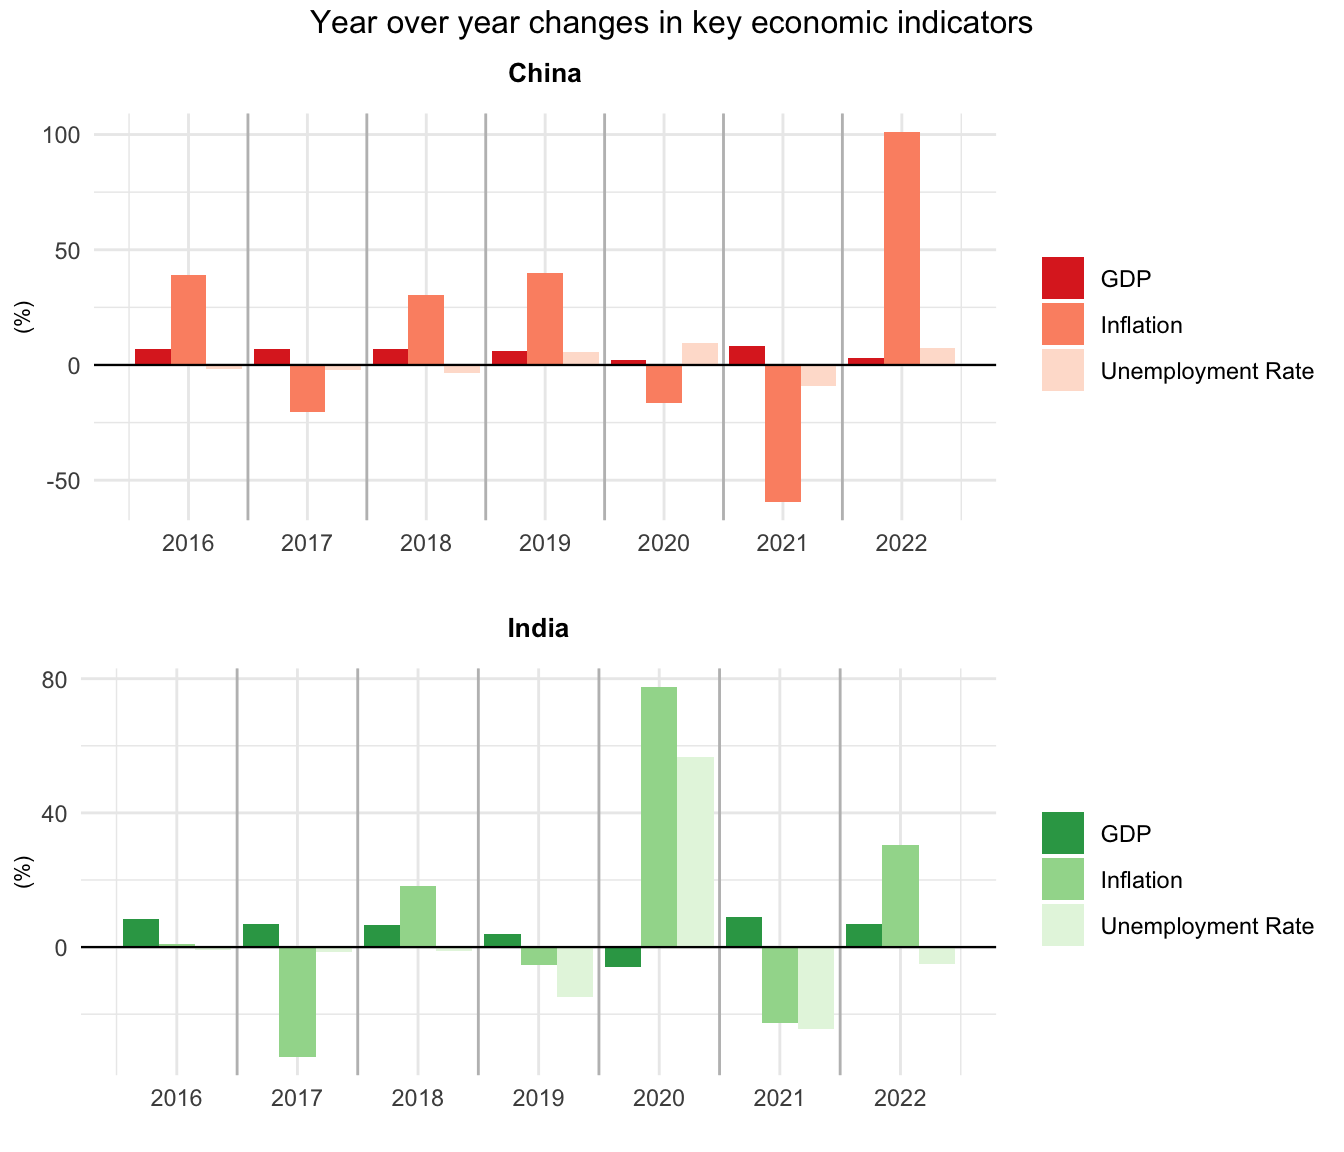 Year over year changes in key economic indicators
China
100
50
0
-50
(%)
2016 2017 2018 2019 2020 2021 2022
GDP
Inflation
Unemployment Rate
India
80
40
0
(%)
2016 2017 2018 2019 2020 2021 2022
GDP
Inflation
Unemployment Rate